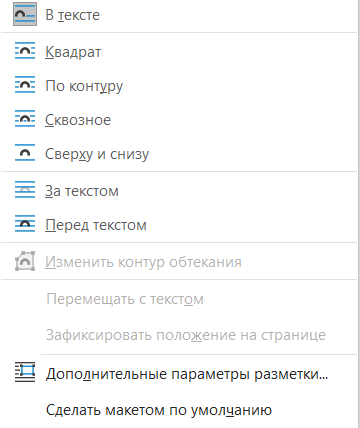 В тексте
Квадрат
По контуру
Сквозное
Сверху и снизу
За текстом
Перед текстом
Изменить контур обтекания
Перемещать с текстом
Зафиксировать положение на странице
Дополнительные параметры разметки...
Сделать макетом по умолчанию